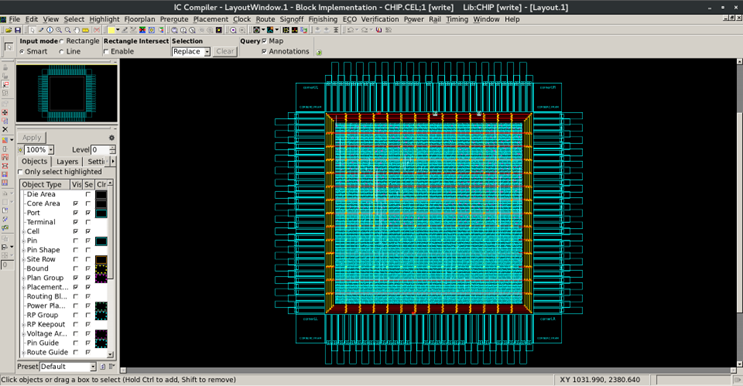 IC Compiler - LayoutWindow.1 - Block Implementation - CHIP.CEL;1 [write]    Lib:CHIP [write] - [Layout.1]
File Edit View Select Highlight Floorplan Preroute Placement Clock Route Signoff Finishing ECO Verification Power Rail Timing Window Help
Input mode Rectangle Rectangle Intersect Selection Query Map
Smart Line Enable Replace Clear Annotations
Apply
100% Level 0
Objects Layers Setti
Only select highlighted
Object Type Vis Se Clr
Die Area
Core Area
Port
Terminal
Cell
Pin
Pin Shape
Site Row
Bound
Plan Group
Placement...
Routing Bl...
Power Pla...
RP Group
RP Keepout
Voltage Ar...
Pin Guide
Route Guide
Preset Default
Click objects or drag a box to select (Hold Ctrl to add, Shift to remove) XY 1031.990, 2380.640